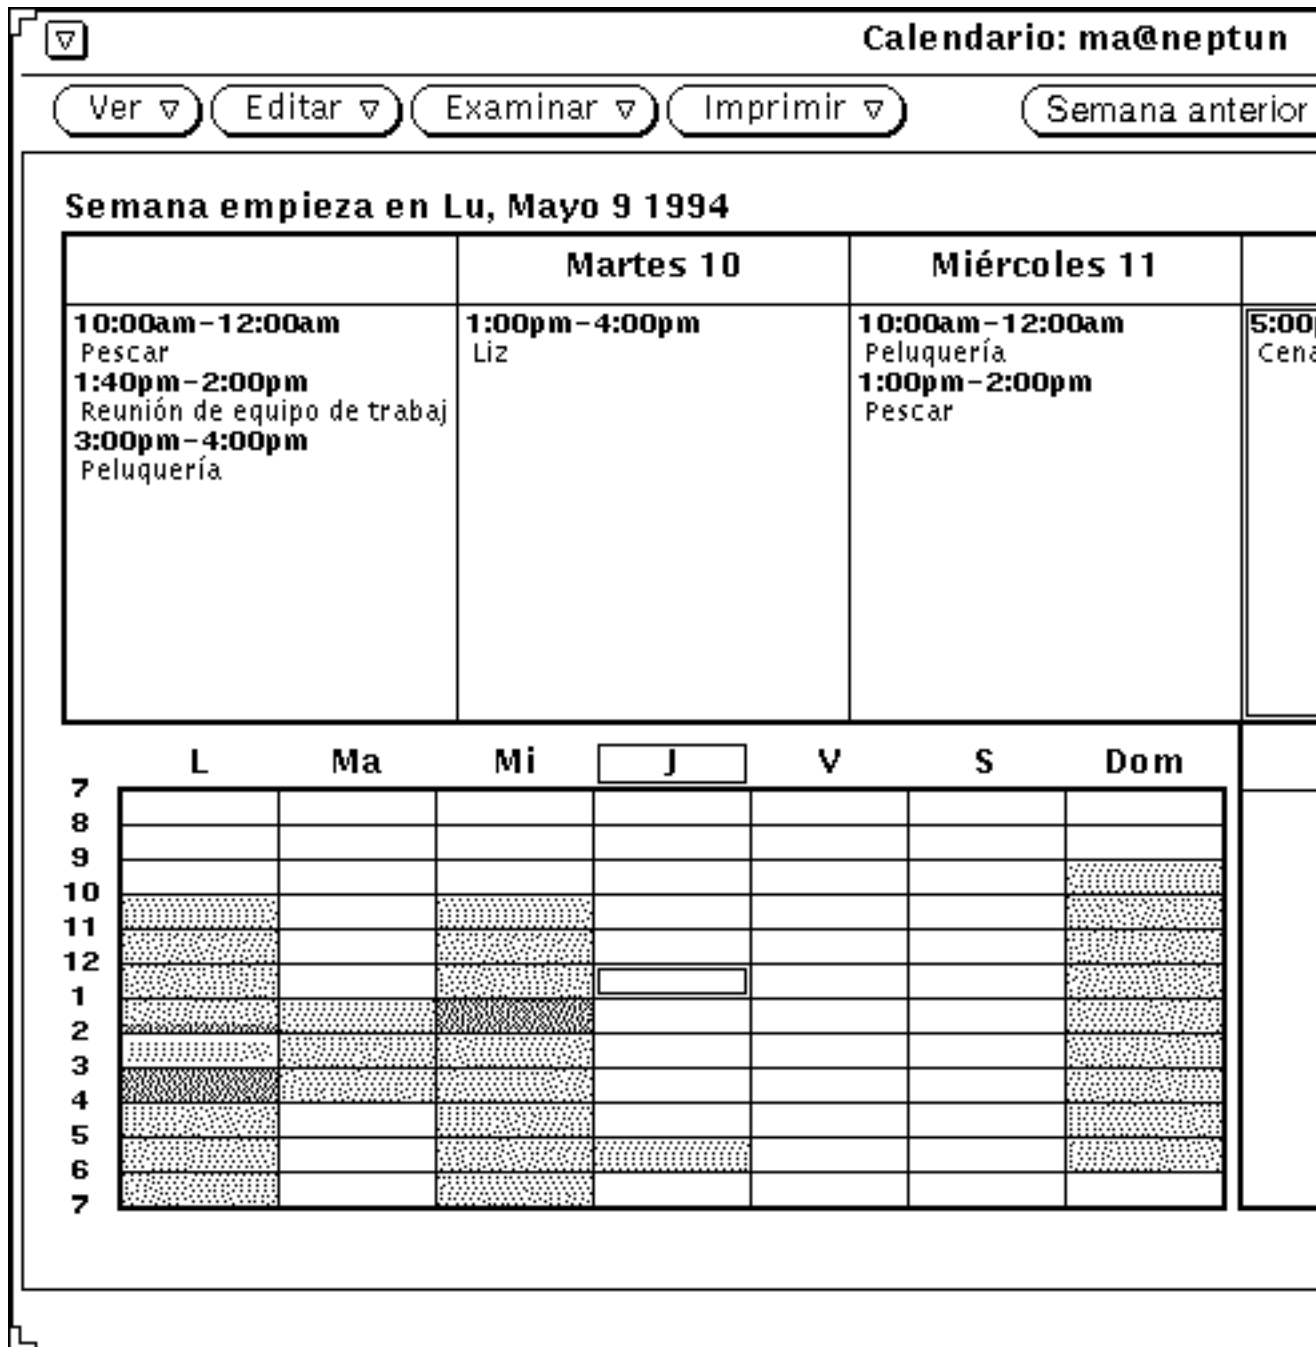 Calendario: ma@neptun
Ver Editar Examinar Imprimir Semana anterior
Semana empieza en Lu, Mayo 9 1994
Martes 10 Miércoles 11
10:00am-12:00am
Pescar
1:40pm-2:00pm
Reunión de equipo de trabaj
3:00pm-4:00pm
Peluquería
1:00pm-4:00pm
Liz
10:00am-12:00am
Peluquería
1:00pm-2:00pm
Pescar
5:00
Cena
L Ma Mi J V S Dom
7
8
9
10
11
12
1
2
3
4
5
6
7